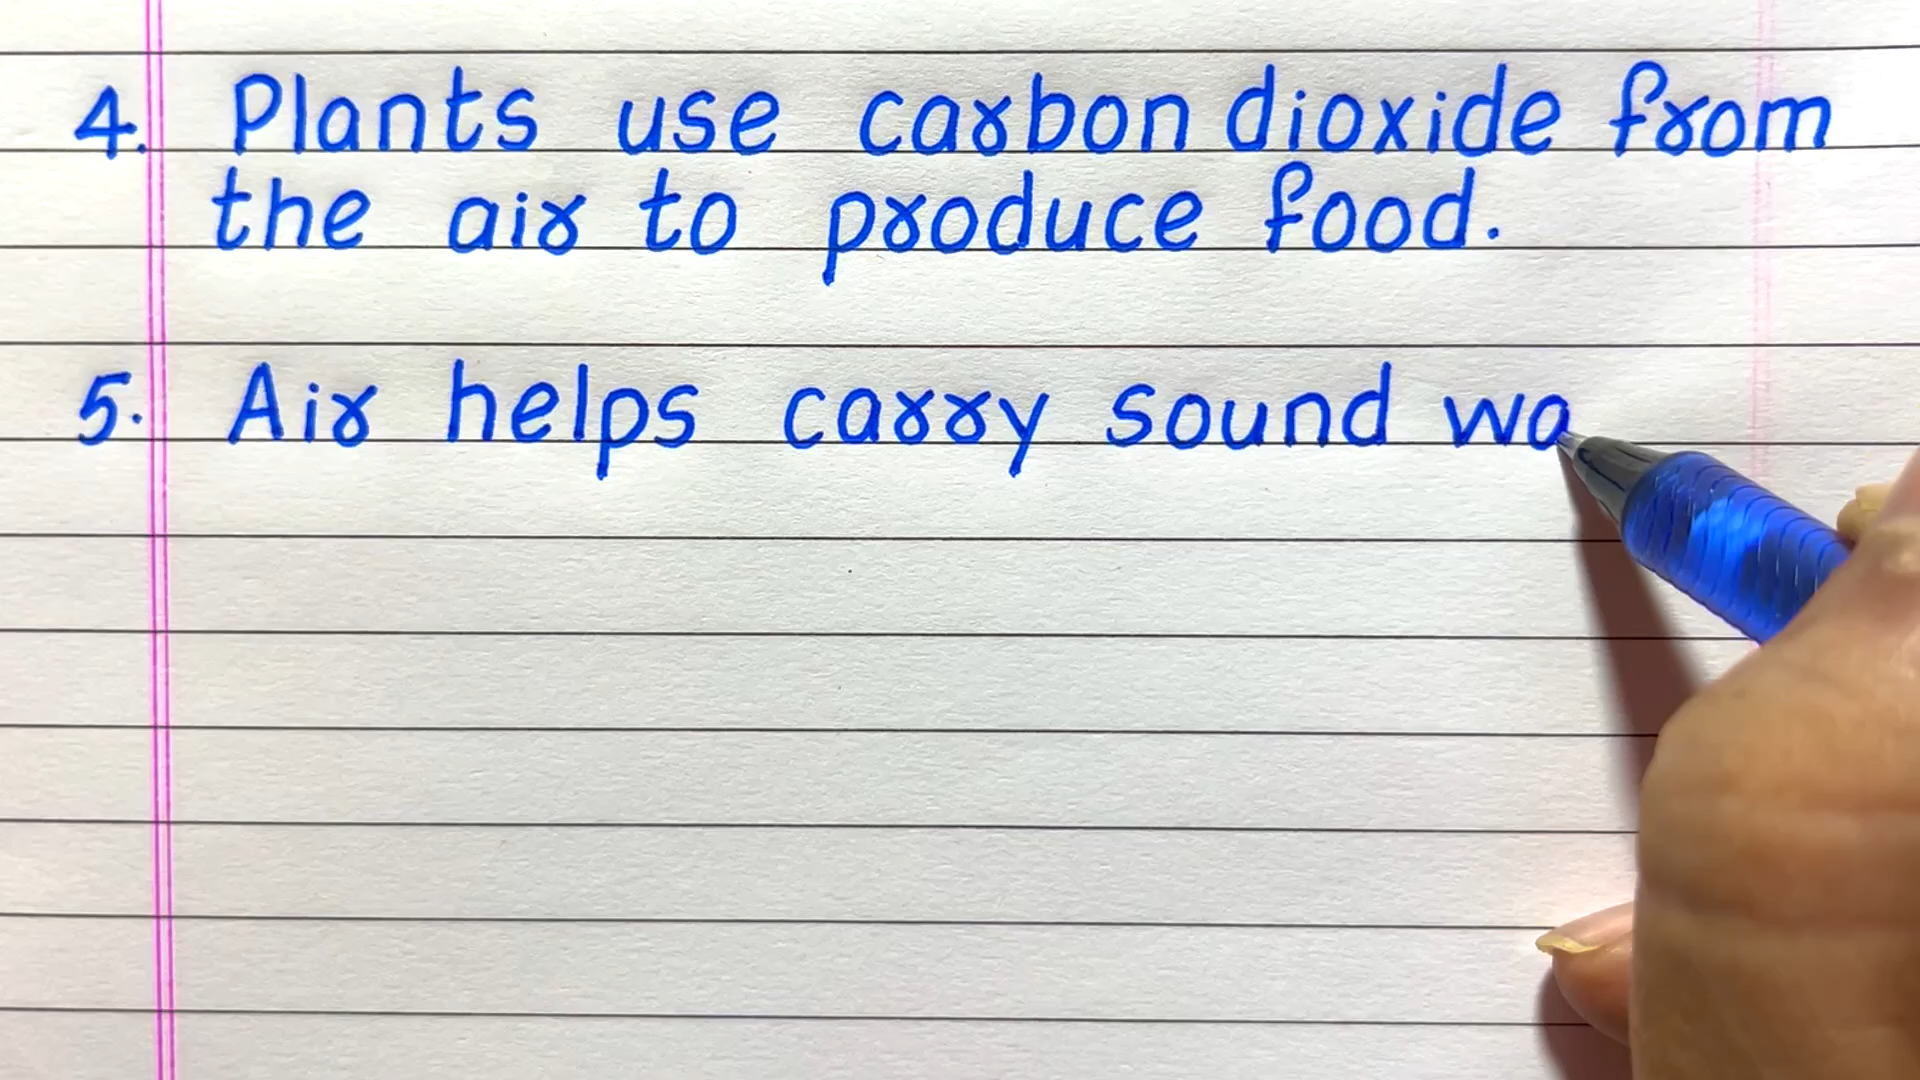 4. Plants use carbon dioxide from
the air to produce food.
5. Air helps carry sound wa